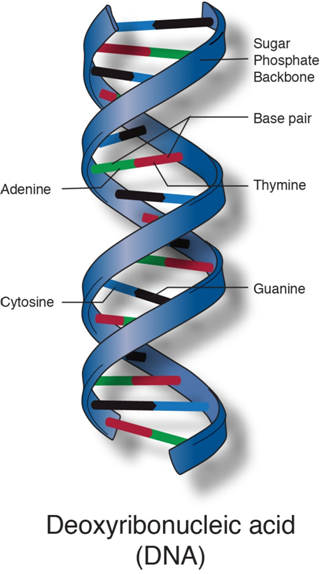 Sugar
Phosphate
Backbone
Base pair
Adenine
Thymine
Cytosine
Guanine
Deoxyribonucleic acid
(DNA)